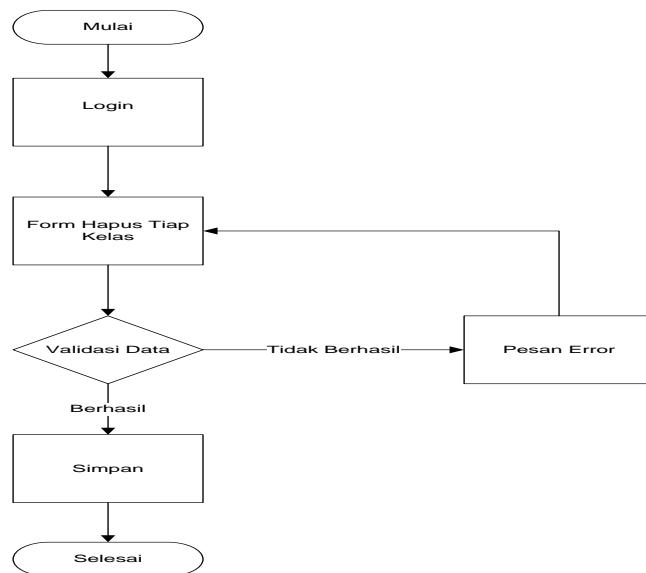 Mulai
Login
Form Hapus Tiap
Kelas
Validasi Data
Tidak Berhasil
Pesan Error
Berhasil
Simpan
Selesai